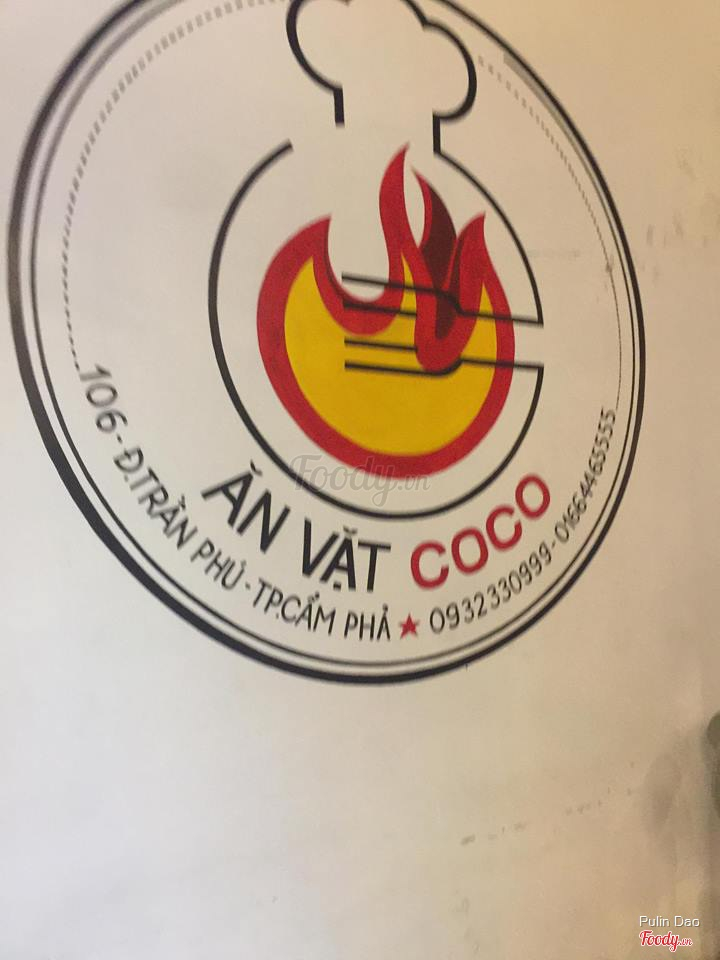 ĂN VẶT COCO
106 - Đ.TRẦN PHÚ - TP.CẨM PHẢ ★ 0932330999 - 01664465555
Foody.vn
Pulin Dao
Foody.vn